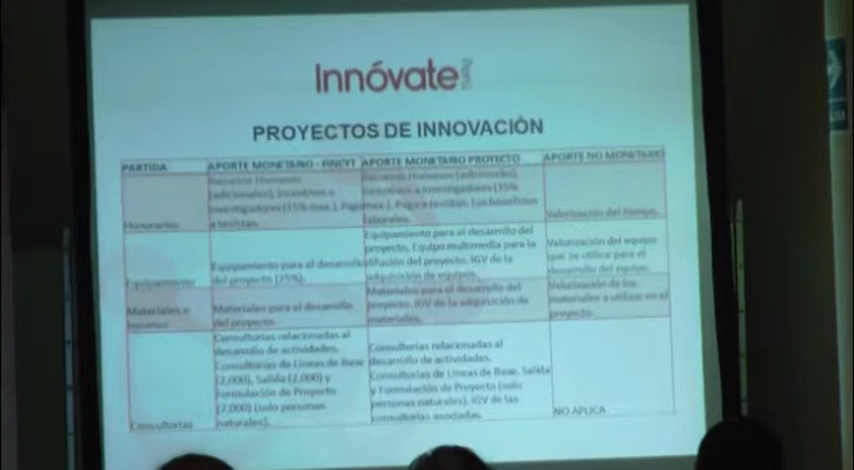 Innóvate Perú
PROYECTOS DE INNOVACIÓN
PARTIDA APORTE MONETARIO - FINCYT APORTE MONETARIO PROYECTO APORTE NO MONETARIO
Honorarios
Recursos Humanos
(adicionales), Incentivos a
investigadores (35% max.). Pago
a tesistas.
Recursos Humanos (adicionales),
Incentivos a investigadores (35%
max.). Pago a tesistas. Los beneficios
laborales.
Valorización del tiempo.
Equipamiento
Equipamiento para el desarrollo
del proyecto (25%).
Equipamiento para el desarrollo del
proyecto. Equipo multimedia para la
difusión del proyecto. IGV de la
adquisición de equipos.
Valorización del equipo
que se utilice para el
desarrollo del equipo.
Materiales e
Insumos
Materiales para el desarrollo
del proyecto.
Materiales para el desarrollo del
proyecto. IGV de la adquisición de
materiales.
Valorización de los
materiales a utilizar en el
proyecto.
Consultorías
Consultorías relacionadas al
desarrollo de actividades.
Consultorías de Líneas de Base
(2,000), Salida (2,000) y
Formulación de Proyecto
(7,000) (solo personas
naturales).
Consultorías relacionadas al
desarrollo de actividades.
Consultorías de Líneas de Base, Salida
y Formulación de Proyecto (solo
personas naturales). IGV de las
consultorías asociadas.
NO APLICA